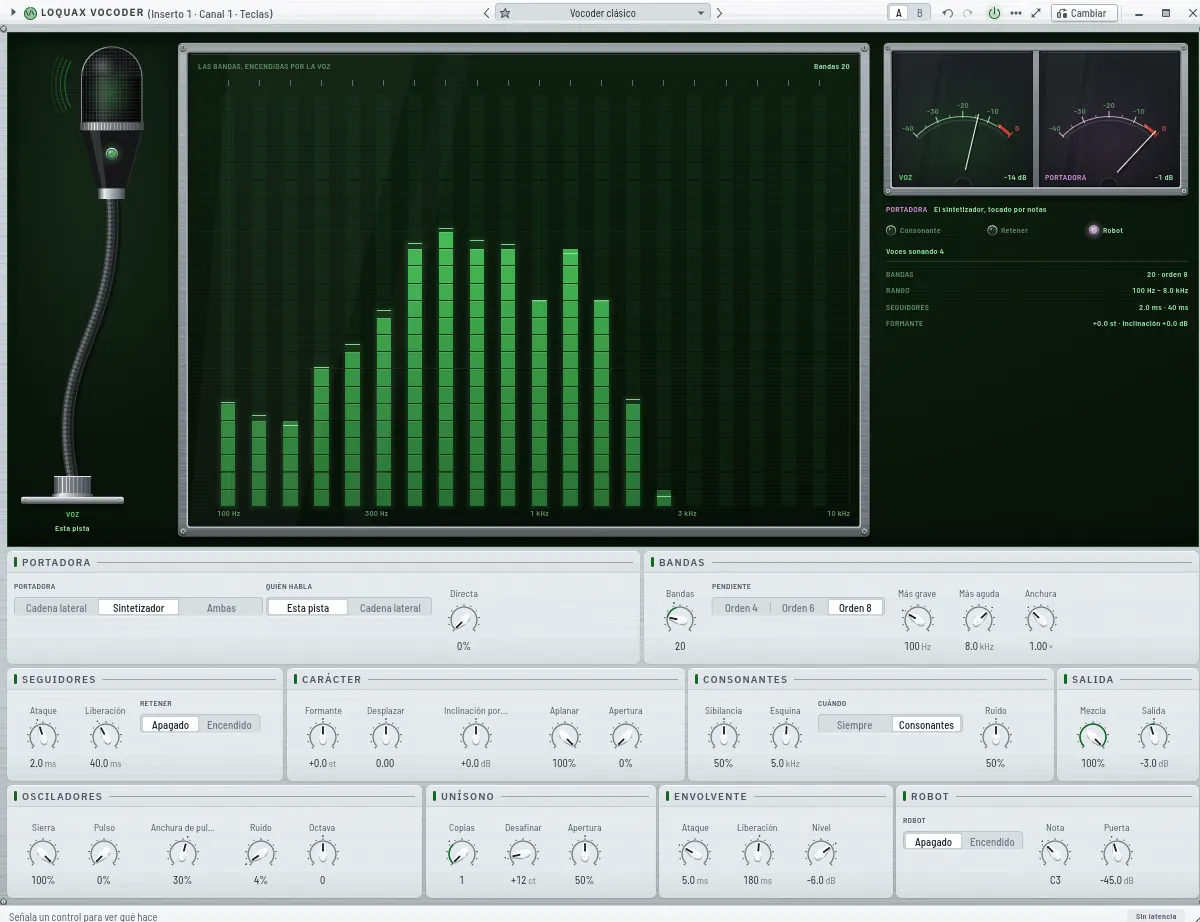 LOQUAX VOCODER (Inserto 1 · Canal 1 · Teclas)
Vocoder clásico
A B
Cambiar
LAS BANDAS, ENCENDIDAS POR LA VOZ
Bandas 20
100 Hz 300 Hz 1 kHz 3 kHz 10 kHz
VOZ
Esta pista
-40 -30 -20 -10 0
VOZ -14 dB
-40 -30 -20 -10 0
PORTADORA -1 dB
PORTADORA El sintetizador, tocado por notas
Consonante Retener Robot
Voces sonando 4
BANDAS 20 · orden 8
RANGO 100 Hz – 8.0 kHz
SEGUIDORES 2.0 ms · 40 ms
FORMANTE +0.0 st · Inclinación +0.0 dB
PORTADORA
PORTADORA QUIÉN HABLA
Cadena lateral Sintetizador Ambas
Esta pista Cadena lateral
Directa
0%
BANDAS
Bandas
20
PENDIENTE
Orden 4 Orden 6 Orden 8
Más grave Más aguda Anchura
100 Hz 8.0 kHz 1.00 ×
SEGUIDORES
Ataque Liberación
2.0 ms 40.0 ms
RETENER
Apagado Encendido
CARÁCTER
Formante Desplazar Inclinación por... Aplanar Apertura
+0.0 st 0.00 +0.0 dB 100% 0%
CONSONANTES
Sibilancia Esquina
50% 5.0 kHz
CUÁNDO
Siempre Consonantes
Ruido
50%
SALIDA
Mezcla Salida
100% -3.0 dB
OSCILADORES
Sierra Pulso Anchura de pul... Ruido Octava
100% 0% 30% 4% 0
UNÍSONO
Copias Desafinar Apertura
1 +12 ct 50%
ENVOLVENTE
Ataque Liberación Nivel
5.0 ms 180 ms -6.0 dB
ROBOT
ROBOT
Apagado Encendido
Nota Puerta
C3 -45.0 dB
Señala un control para ver qué hace
Sin latencia